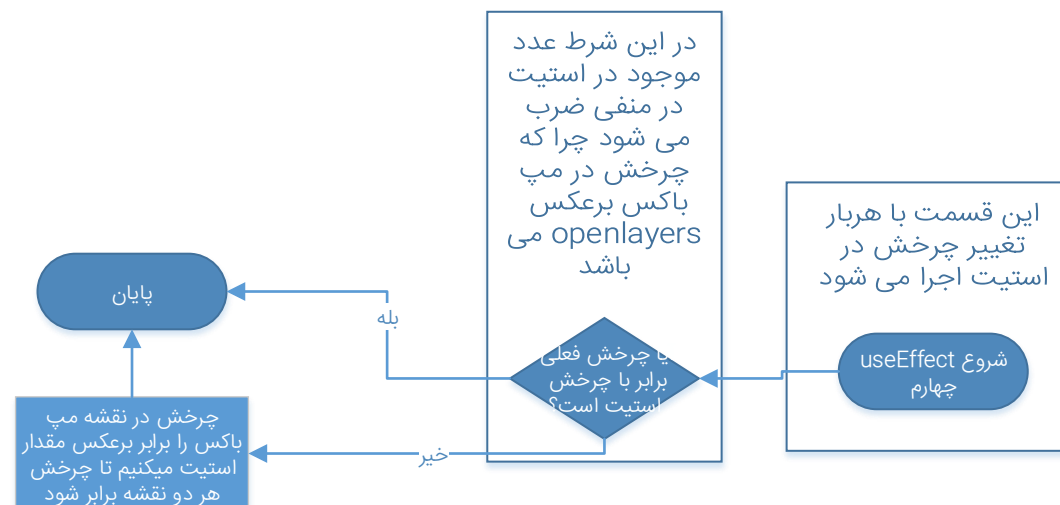 در این شرط عدد
موجود در استیت
در منفی ضرب
می شود چرا که
چرخش در مپ
باکس برعکس
openlayers می
باشد
این قسمت با هربار
تغییر چرخش در
استیت اجرا می شود
شروع useEffect
چهارم
یا چرخش فعلی
برابر با چرخش
استیت است؟
بله
خیر
پایان
چرخش در نقشه مپ
باکس را برابر برعکس مقدار
استیت میکنیم تا چرخش
هر دو نقشه برابر شود